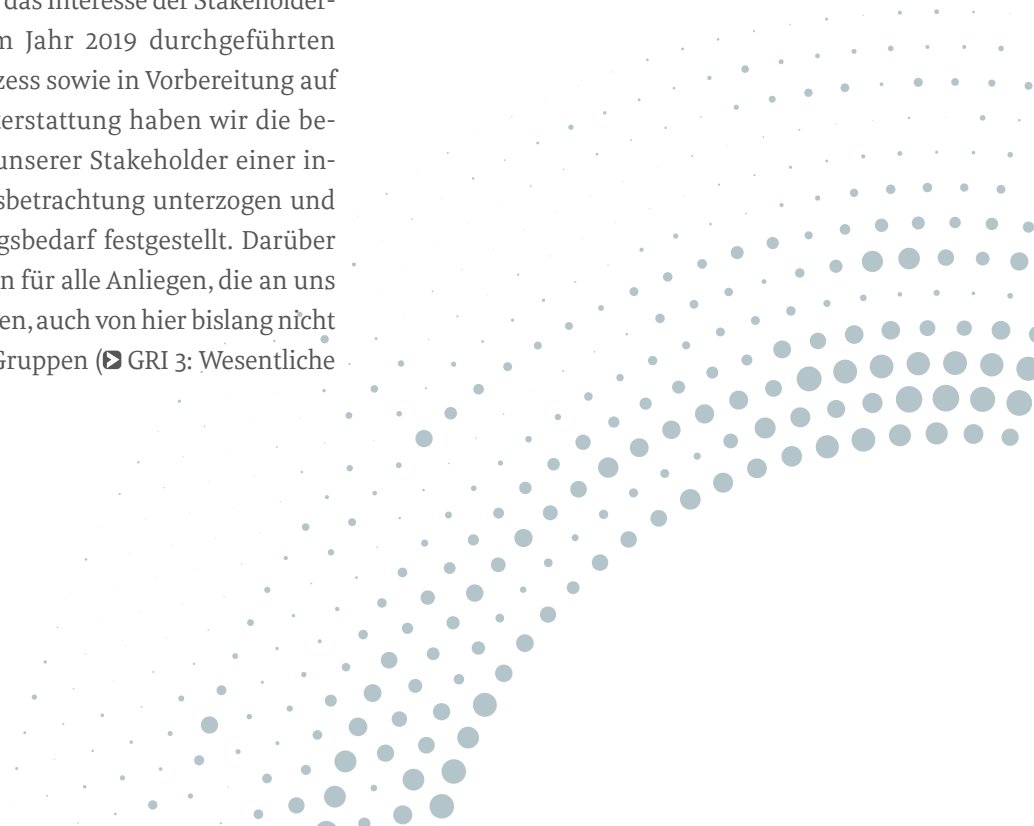 das Interesse der Stakeholder-
m Jahr 2019 durchgeführten
zess sowie in Vorbereitung auf
erstattung haben wir die be-
unserer Stakeholder einer in-
sbetrachtung unterzogen und
gsbedarf festgestellt. Darüber
n für alle Anliegen, die an uns
en, auch von hier bislang nicht
Gruppen (GRI 3: Wesentliche